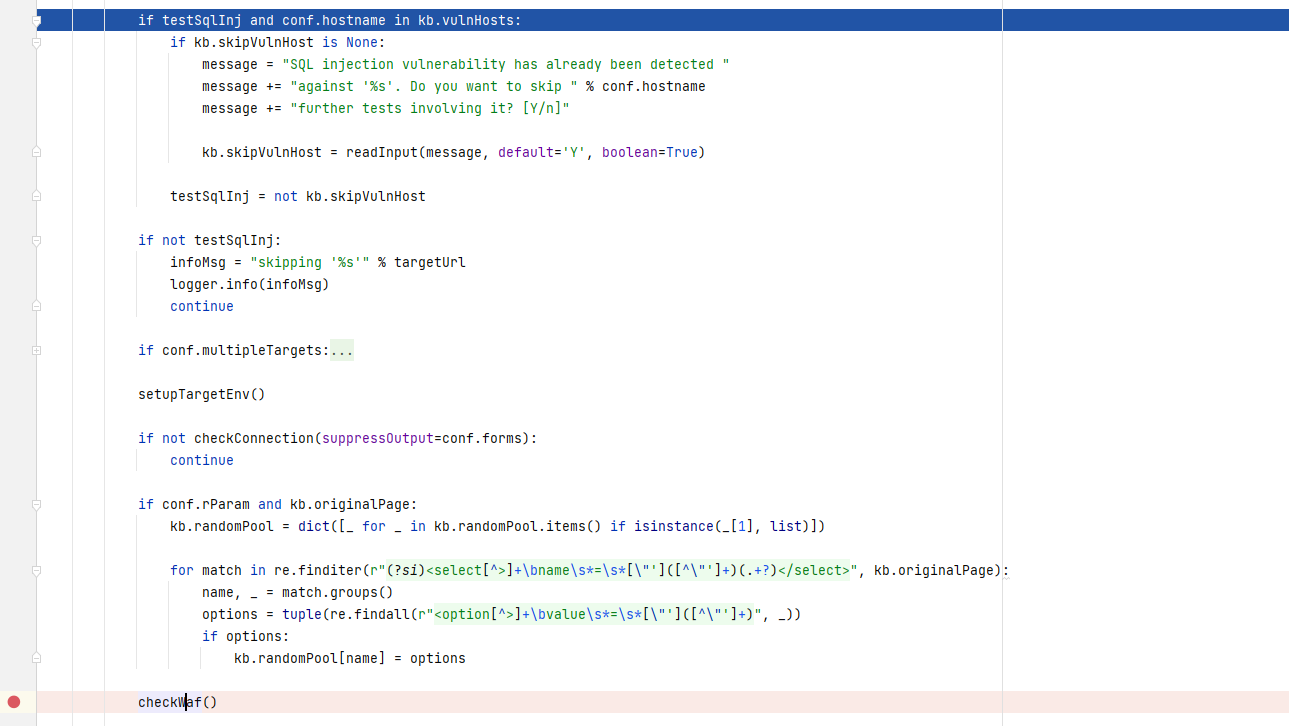 if testSqlInj and conf.hostname in kb.vulnHosts:
if kb.skipVulnHost is None:
message = "SQL injection vulnerability has already been detected "
message += "against '%s'. Do you want to skip " % conf.hostname
message += "further tests involving it? [Y/n]"
kb.skipVulnHost = readInput(message, default='Y', boolean=True)
testSqlInj = not kb.skipVulnHost
if not testSqlInj:
infoMsg = "skipping '%s'" % targetUrl
logger.info(infoMsg)
continue
if conf.multipleTargets:...
setupTargetEnv()
if not checkConnection(suppressOutput=conf.forms):
continue
if conf.rParam and kb.originalPage:
kb.randomPool = dict([_ for _ in kb.randomPool.items() if isinstance(_[1], list)])
for match in re.finditer(r"(?si)<select[^>]+\bname\s*=\s*[\"']([^\"']+)(.+?)</select>", kb.originalPage):
name, _ = match.groups()
options = tuple(re.findall(r"<option[^>]+\bvalue\s*=\s*[\"']([^\"']+)", _))
if options:
kb.randomPool[name] = options
checkWaf()